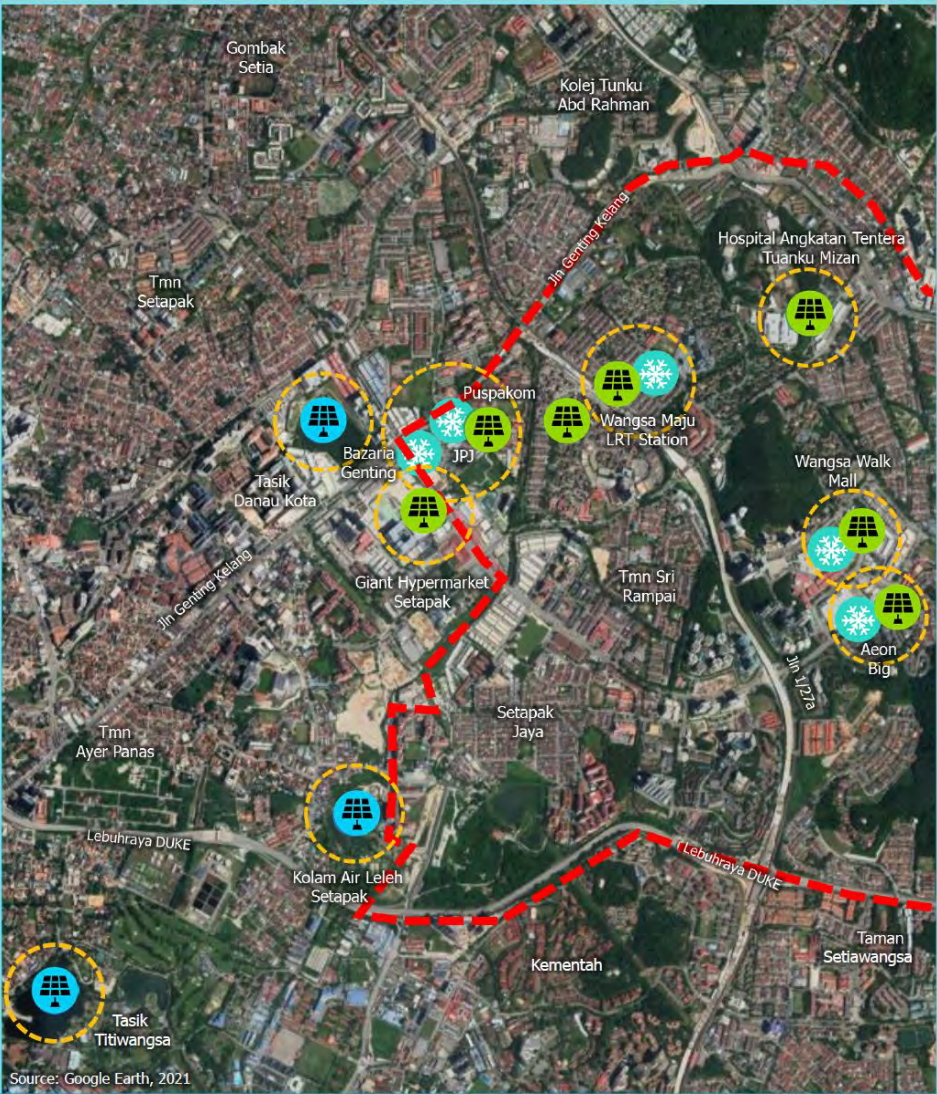 Gombak
Setia
Kolej Tunku
Abd Rahman
Jln Genting Kelang
Hospital Angkatan Tentera
Tuanku Mizan
Tmn
Setapak
Puspakom
Wangsa Maju
LRT Station
Bazaria
Genting
JPJ
Wangsa Walk
Mall
Tasik
Danau Kota
Jln Genting Kelang
Giant Hypermarket
Setapak
Tmn Sri
Rampai
Aeon
Big
Jln 1/27a
Setapak
Jaya
Tmn
Ayer Panas
Lebuhraya DUKE
Lebuhraya DUKE
Kolam Air Leleh
Setapak
Taman
Setiawangsa
Kementah
Tasik
Titiwangsa
Source: Google Earth, 2021